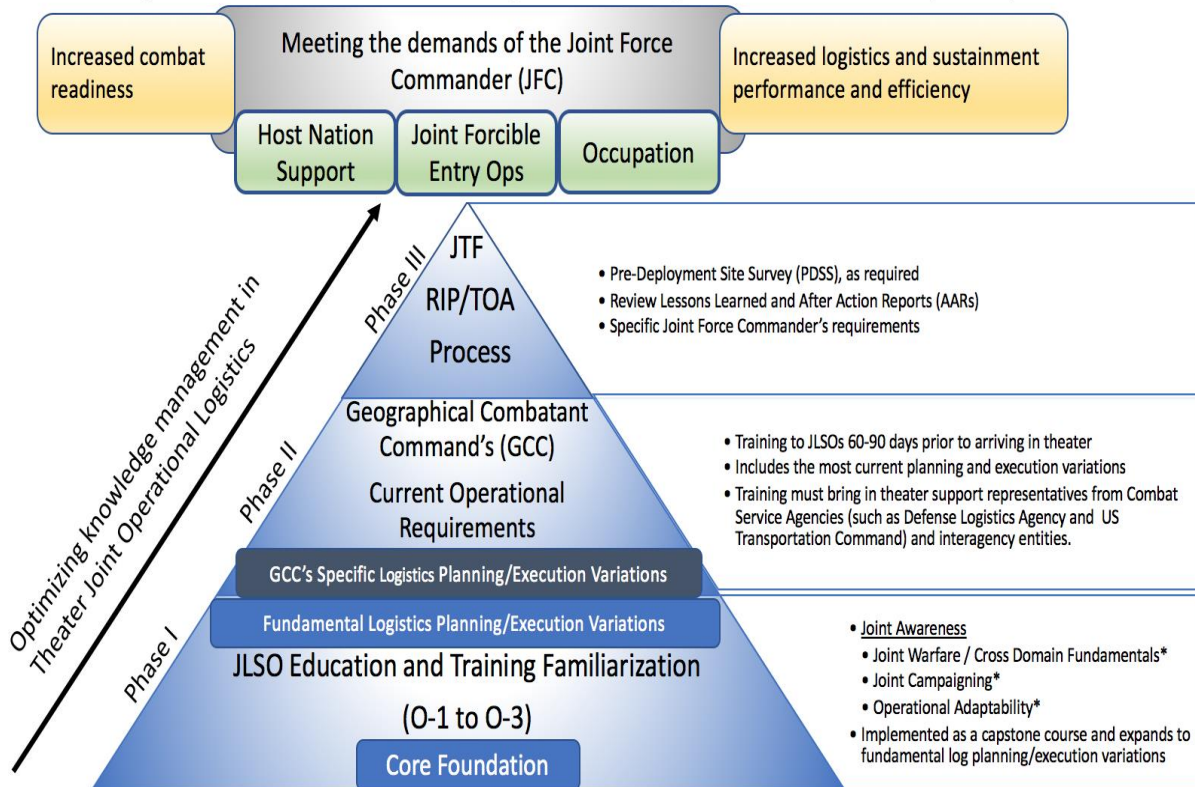 Increased combat
readiness
Meeting the demands of the Joint Force
Commander (JFC)
Increased logistics and sustainment
performance and efficiency
Host Nation
Support
Joint Forcible
Entry Ops
Occupation
Optimizing knowledge management in
Theater Joint Operational Logistics
Phase III
JTF
RIP/TOA
Process
• Pre-Deployment Site Survey (PDSS), as required
• Review Lessons Learned and After Action Reports (AARs)
• Specific Joint Force Commander's requirements
Phase II
Geographical Combatant
Command's (GCC)
Current Operational
Requirements
GCC's Specific Logistics Planning/Execution Variations
• Training to JLSOs 60-90 days prior to arriving in theater
• Includes the most current planning and execution variations
• Training must bring in theater support representatives from Combat
Service Agencies (such as Defense Logistics Agency and US
Transportation Command) and interagency entities.
Phase I
Fundamental Logistics Planning/Execution Variations
JLSO Education and Training Familiarization
(O-1 to O-3)
Core Foundation
• Joint Awareness
• Joint Warfare / Cross Domain Fundamentals*
• Joint Campaigning*
• Operational Adaptability*
• Implemented as a capstone course and expands to
fundamental log planning/execution variations